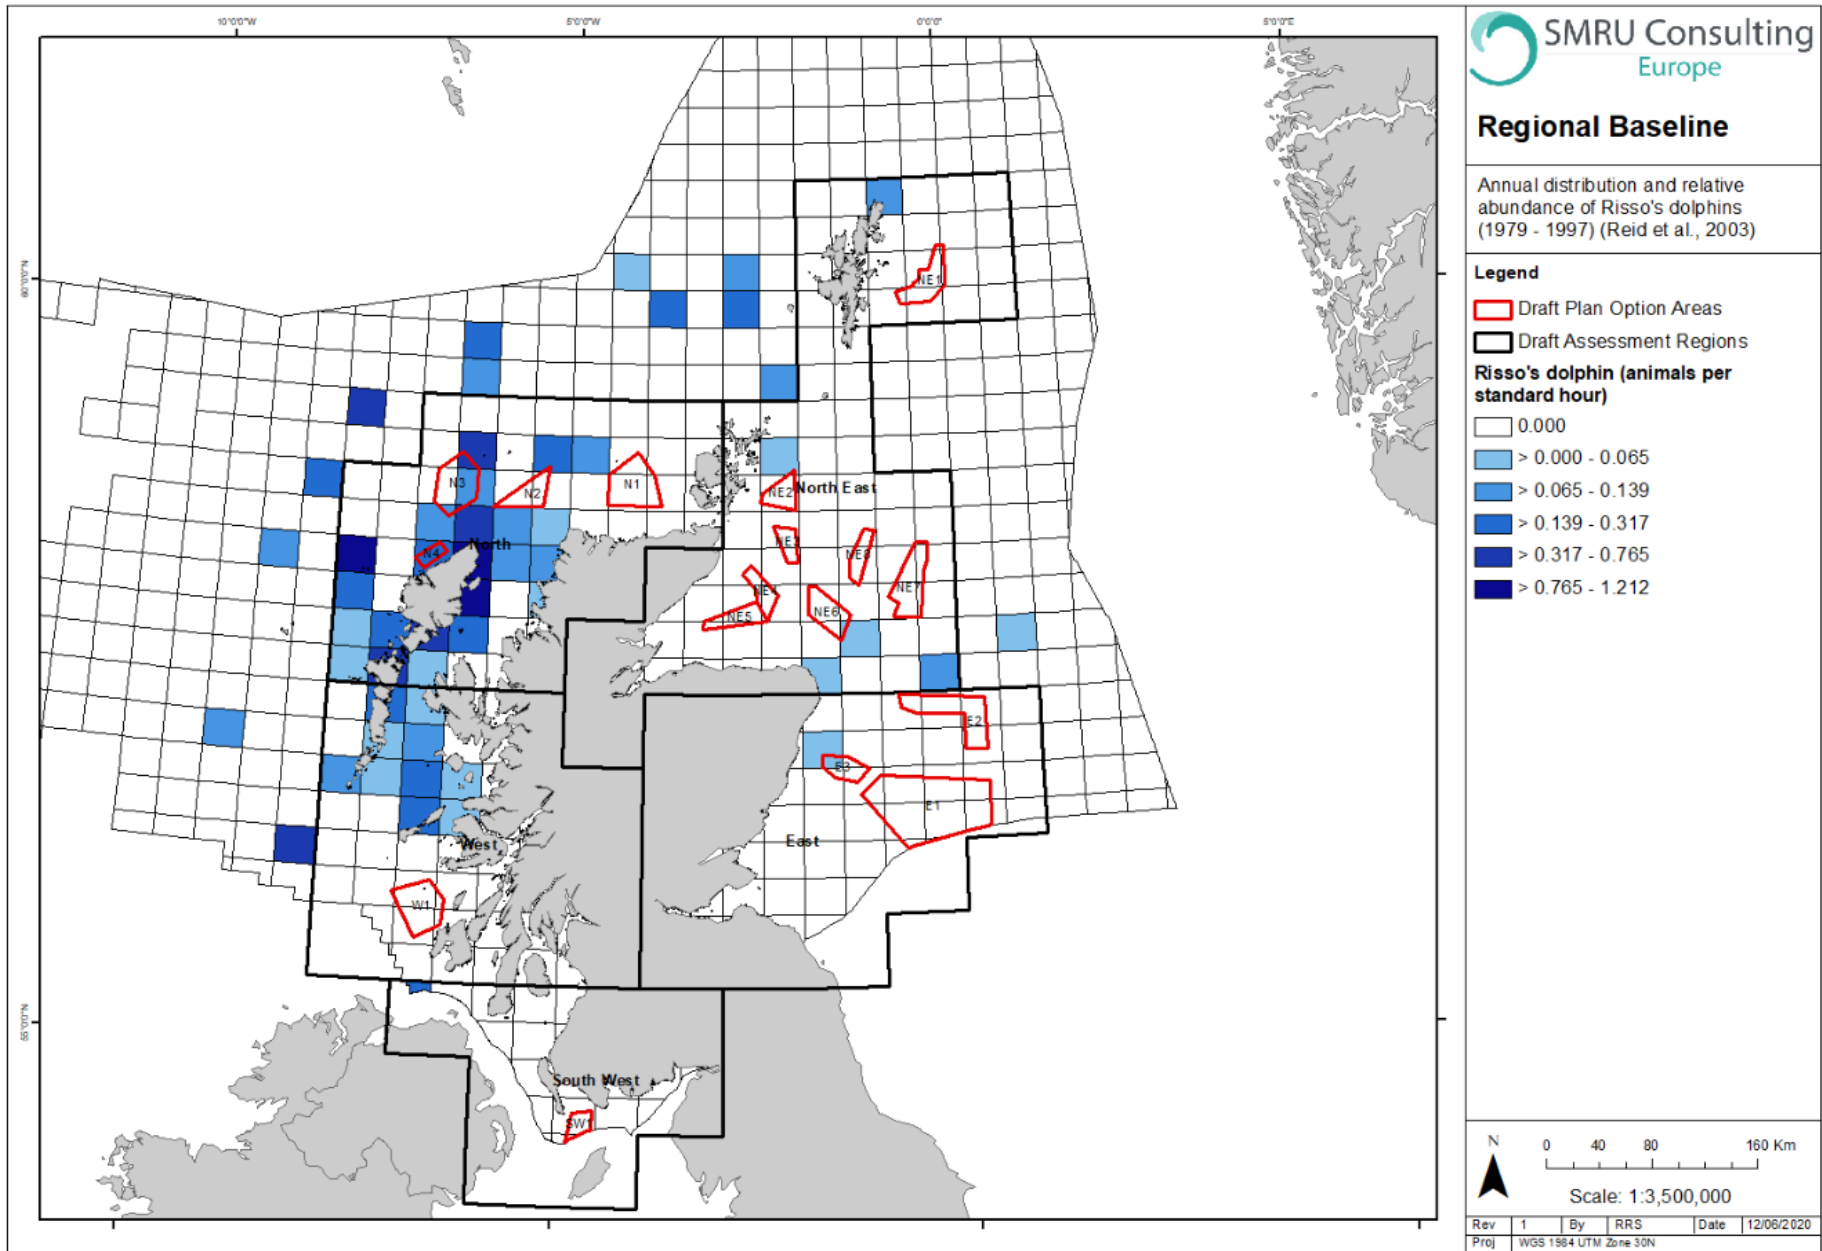 10°0'0"W
5°0'0"W
0°0'0"
5°0'0"E
60°0'0"N
55°0'0"N
NE1
N3
N2
N1
NE2
North East
N4
North
NE3
NE8
NE4
NE7
NE5
NE6
E2
E3
E1
West
East
W1
South West
SW1
SMRU Consulting
Europe
Regional Baseline
Annual distribution and relative
abundance of Risso's dolphins
(1979 - 1997) (Reid et al., 2003)
Legend
Draft Plan Option Areas
Draft Assessment Regions
Risso's dolphin (animals per
standard hour)
0.000
> 0.000 - 0.065
> 0.065 - 0.139
> 0.139 - 0.317
> 0.317 - 0.765
> 0.765 - 1.212
N
0 40 80 160 Km
Scale: 1:3,500,000
Rev 1 By RRS Date 12/06/2020
Proj WGS 1984 UTM Zone 30N